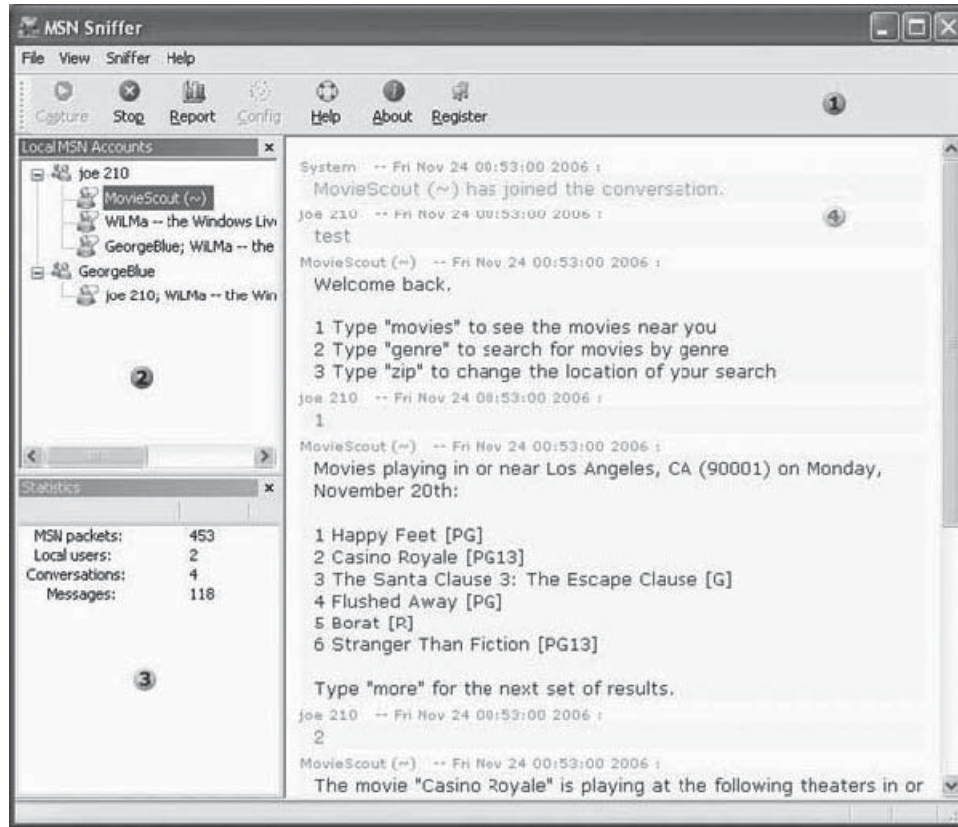 MSN Sniffer
File View Sniffer Help
Capture Stop Report Config Help About Register
1
Local MSN Accounts x
joe 210
MovieScout (~)
WiLMa -- the Windows Liv
GeorgeBlue; WiLMa -- the
GeorgeBlue
joe 210; WiLMa -- the Win
2
Statistics x
MSN packets: 453
Local users: 2
Conversations: 4
Messages: 118
3
System -- Fri Nov 24 00:53:00 2006 :
MovieScout (~) has joined the conversation.
joe 210 -- Fri Nov 24 00:53:00 2006 :
4
test
MovieScout (~) -- Fri Nov 24 00:53:00 2006 :
Welcome back.
1 Type "movies" to see the movies near you
2 Type "genre" to search for movies by genre
3 Type "zip" to change the location of your search
joe 210 -- Fri Nov 24 00:53:00 2006 :
1
MovieScout (~) -- Fri Nov 24 00:53:00 2006 :
Movies playing in or near Los Angeles, CA (90001) on Monday,
November 20th:
1 Happy Feet [PG]
2 Casino Royale [PG13]
3 The Santa Clause 3: The Escape Clause [G]
4 Flushed Away [PG]
5 Borat [R]
6 Stranger Than Fiction [PG13]
Type "more" for the next set of results.
joe 210 -- Fri Nov 24 00:53:00 2006 :
2
MovieScout (~) -- Fri Nov 24 00:53:00 2006 :
The movie "Casino Royale" is playing at the following theaters in or